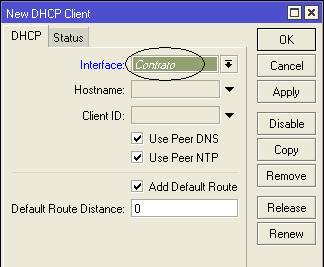 New DHCP Client
DHCP Status
Interface: Contrato
Hostname:
Client ID:
Use Peer DNS
Use Peer NTP
Add Default Route
Default Route Distance: 0
OK
Cancel
Apply
Disable
Copy
Remove
Release
Renew